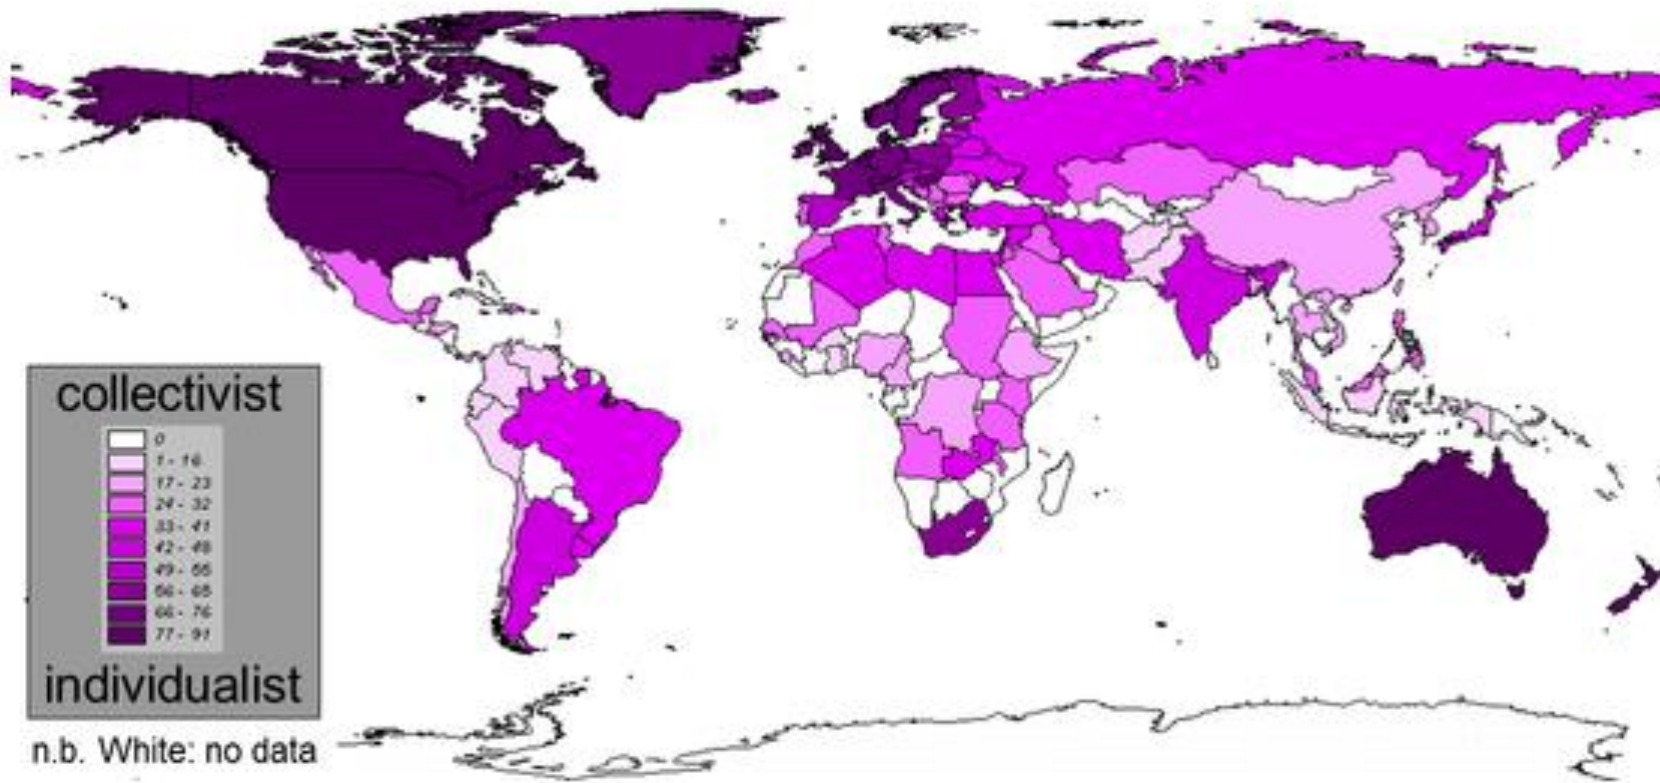 collectivist
0
1 - 16
17 - 23
24 - 32
33 - 41
42 - 48
49 - 55
56 - 65
66 - 76
77 - 91
individualist
n.b. White: no data